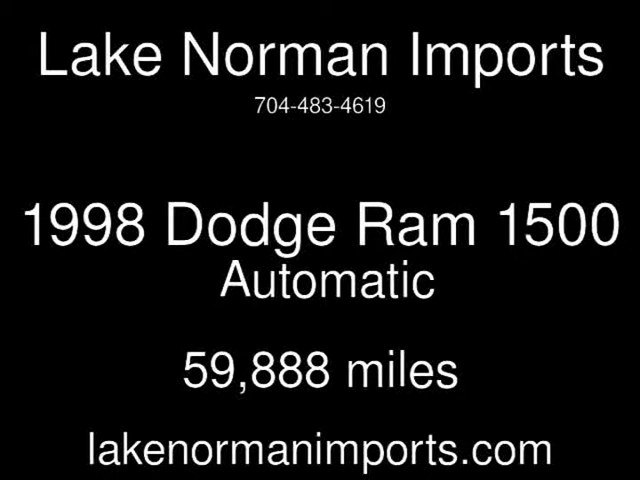 Lake Norman Imports
704-483-4619
1998 Dodge Ram 1500
Automatic
59,888 miles
lakenormanimports.com